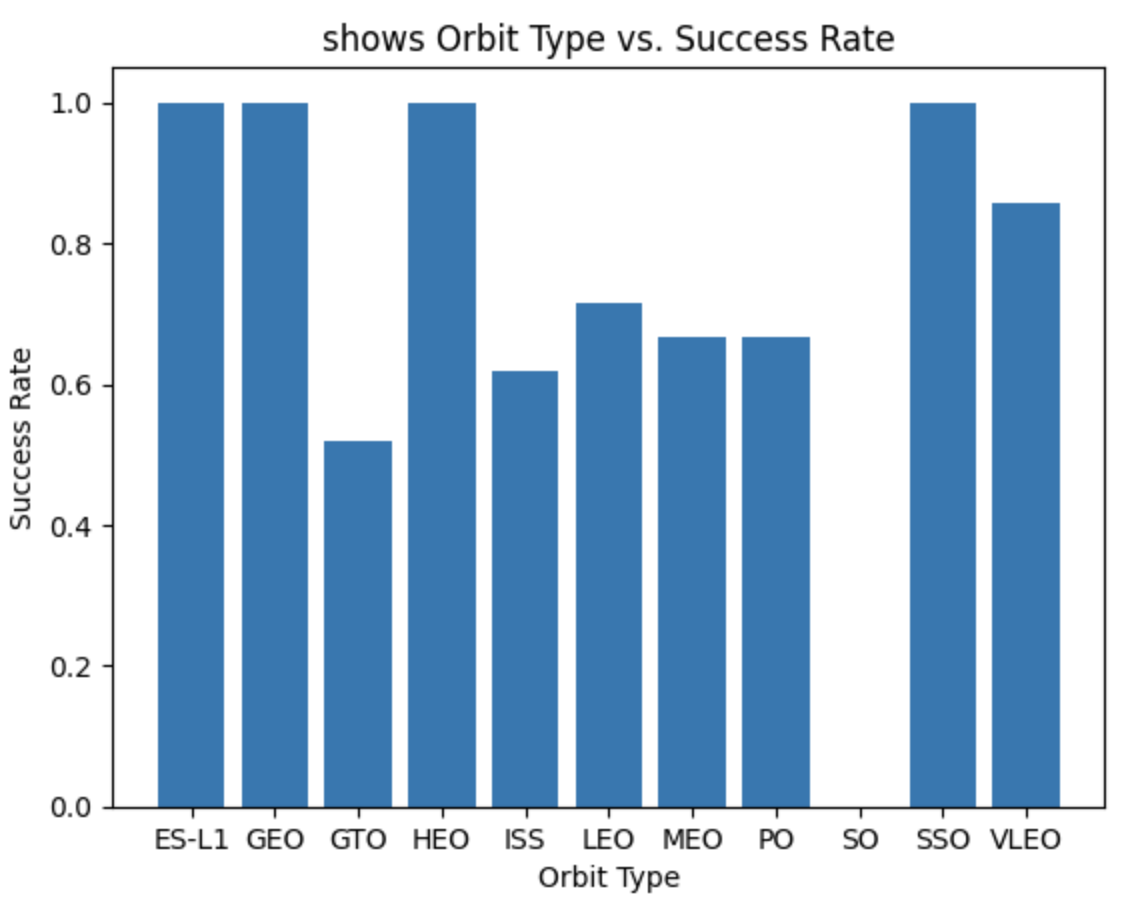 shows Orbit Type vs. Success Rate
1.0
0.8
0.6
0.4
0.2
0.0
Success Rate
ES-L1 GEO GTO HEO ISS LEO MEO PO SO SSO VLEO
Orbit Type